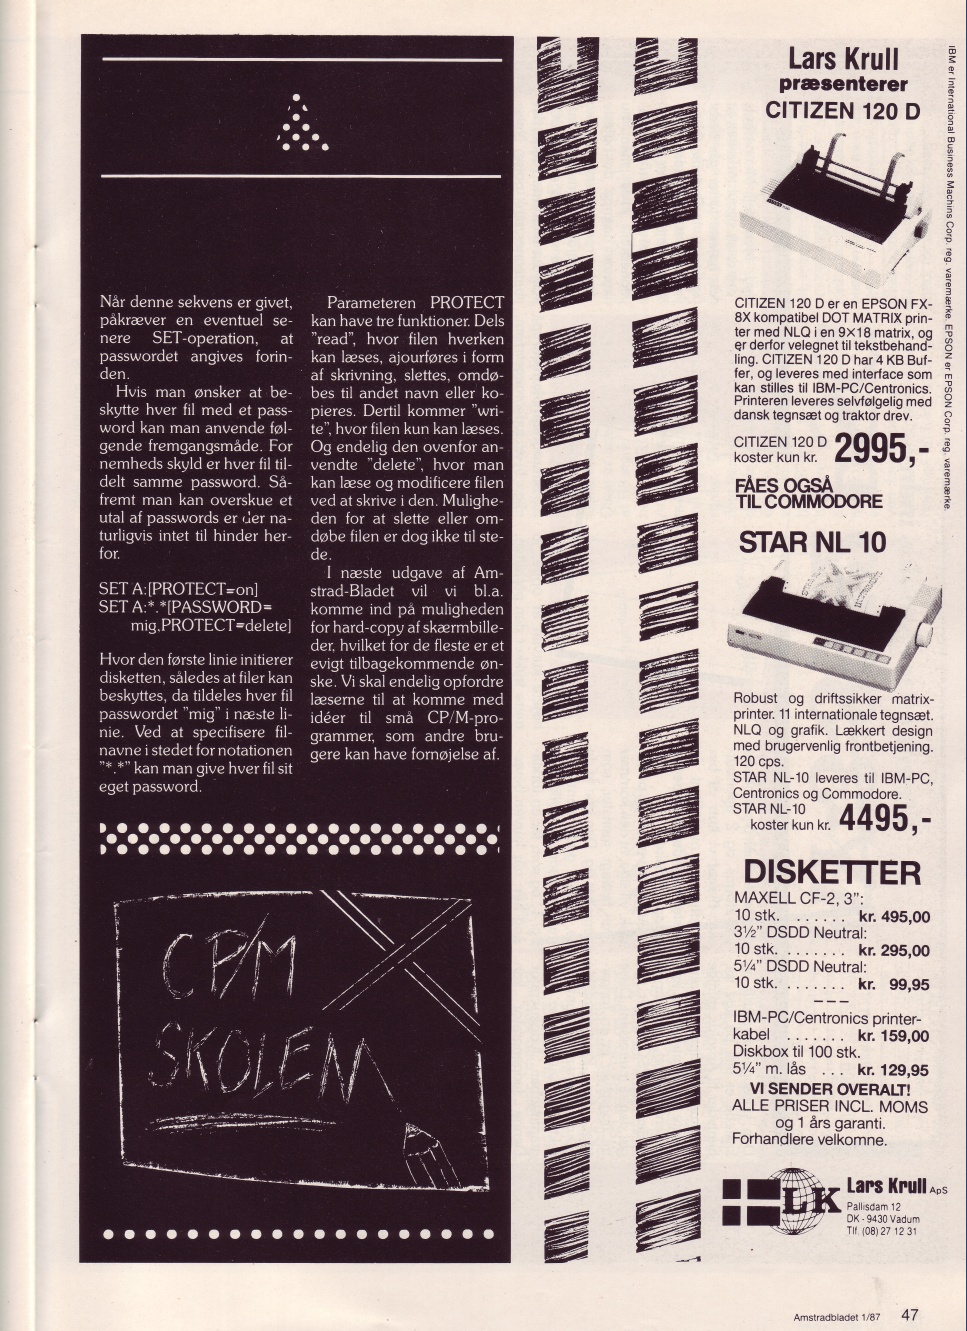 Når denne sekvens er givet,
påkræver en eventuel se-
nere SET-operation, at
passwordet angives forin-
den.
Hvis man ønsker at be-
skytte hver fil med et pass-
word kan man anvende føl-
gende fremgangsmåde. For
nemheds skyld er hver fil til-
delt samme password. Så-
fremt man kan overskue et
utal af passwords er der na-
turligvis intet til hinder her-
for.
SET A:[PROTECT=on]
SET A:*.*[PASSWORD=
mig,PROTECT=delete]
Hvor den første linie initierer
disketten, således at filer kan
beskyttes, da tildeles hver fil
passwordet "mig" i næste li-
nie. Ved at specifisere fil-
navne i stedet for notationen
"*.*" kan man give hver fil sit
eget password.
Parameteren PROTECT
kan have tre funktioner. Dels
"read", hvor filen hverken
kan læses, ajourføres i form
af skrivning, slettes, omdø-
bes til andet navn eller ko-
pieres. Dertil kommer "wri-
te", hvor filen kun kan læses.
Og endelig den ovenfor an-
vendte "delete", hvor man
kan læse og modificere filen
ved at skrive i den. Mulighe-
den for at slette eller om-
døbe filen er dog ikke til ste-
de.
I næste udgave af Am-
strad-Bladet vil vi bl.a.
komme ind på muligheden
for hard-copy af skærmbille-
der, hvilket for de fleste er et
evigt tilbagekommende øn-
ske. Vi skal endelig opfordre
læserne til at komme med
idéer til små CP/M-pro-
grammer, som andre bru-
gere kan have fornøjelse af.
CP/M
SKOLEN
Lars Krull
præsenterer
CITIZEN 120 D
CITIZEN 120 D er en EPSON FX-
8X kompatibel DOT MATRIX prin-
ter med NLQ i en 9×18 matrix, og
er derfor velegnet til tekstbehand-
ling. CITIZEN 120 D har 4 KB Buf-
fer, og leveres med interface som
kan stilles til IBM-PC/Centronics.
Printeren leveres selvfølgelig med
dansk tegnsæt og traktor drev.
CITIZEN 120 D
koster kun kr. 2995,-
FÅES OGSÅ
TIL COMMODORE
STAR NL 10
Robust og driftssikker matrix-
printer. 11 internationale tegnsæt.
NLQ og grafik. Lækkert design
med brugervenlig frontbetjening.
120 cps.
STAR NL-10 leveres til IBM-PC,
Centronics og Commodore.
STAR NL-10
koster kun kr. 4495,-
DISKETTER
MAXELL CF-2, 3":
10 stk. . . . . . . . kr. 495,00
3½" DSDD Neutral:
10 stk. . . . . . . . kr. 295,00
5¼" DSDD Neutral:
10 stk. . . . . . . . kr. 99,95
– – –
IBM-PC/Centronics printer-
kabel . . . . . . . kr. 159,00
Diskbox til 100 stk.
5¼" m. lås . . . kr. 129,95
VI SENDER OVERALT!
ALLE PRISER INCL. MOMS
og 1 års garanti.
Forhandlere velkomne.
LK
Lars Krull ApS
Pallisdam 12
DK - 9430 Vadum
Tlf. (08) 27 12 31
IBM er International Business Machins Corp. reg. varemærke. EPSON er EPSON Corp. reg. varemærke.
Amstradbladet 1/87 47